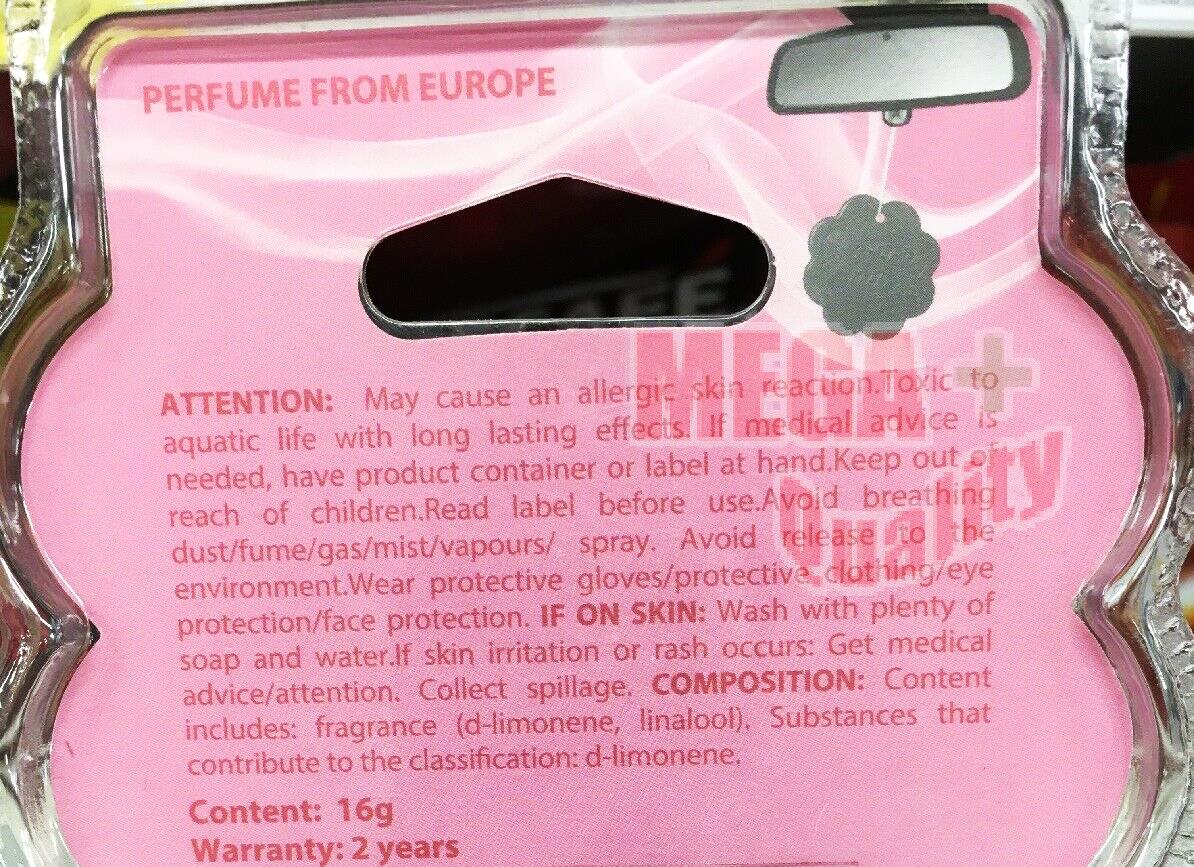 PERFUME FROM EUROPE
MEGA+
Quality
ATTENTION: May cause an allergic skin reaction.Toxic to
aquatic life with long lasting effects. If medical advice is
needed, have product container or label at hand.Keep out of
reach of children.Read label before use.Avoid breathing
dust/fume/gas/mist/vapours/ spray. Avoid release to the
environment.Wear protective gloves/protective clothing/eye
protection/face protection. IF ON SKIN: Wash with plenty of
soap and water.If skin irritation or rash occurs: Get medical
advice/attention. Collect spillage. COMPOSITION: Content
includes: fragrance (d-limonene, linalool). Substances that
contribute to the classification: d-limonene.
Content: 16g
Warranty: 2 years